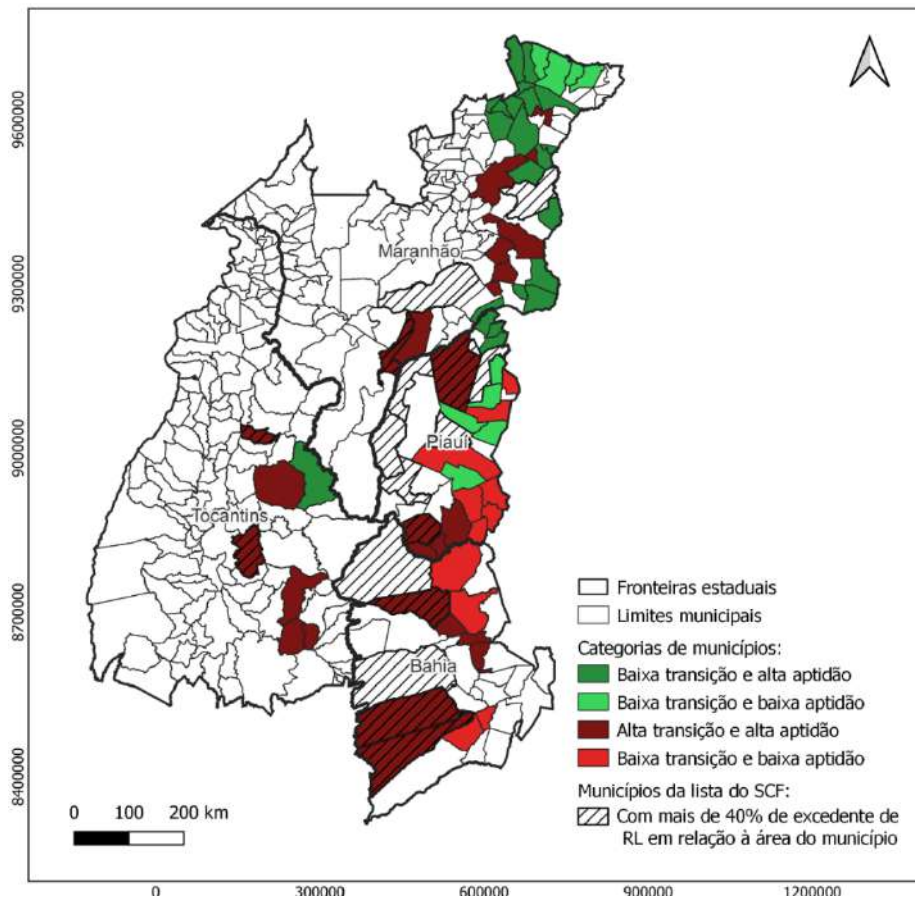 9600000
9300000
9000000
8700000
8400000
Maranhão
Piauí
Tocantins
Bahia
Fronteiras estaduais
Limites municipais
Categorias de municípios:
Baixa transição e alta aptidão
Baixa transição e baixa aptidão
Alta transição e alta aptidão
Baixa transição e baixa aptidão
Municípios da lista do SCF:
Com mais de 40% de excedente de
RL em relação à área do município
0 100 200 km
0 300000 600000 900000 1200000